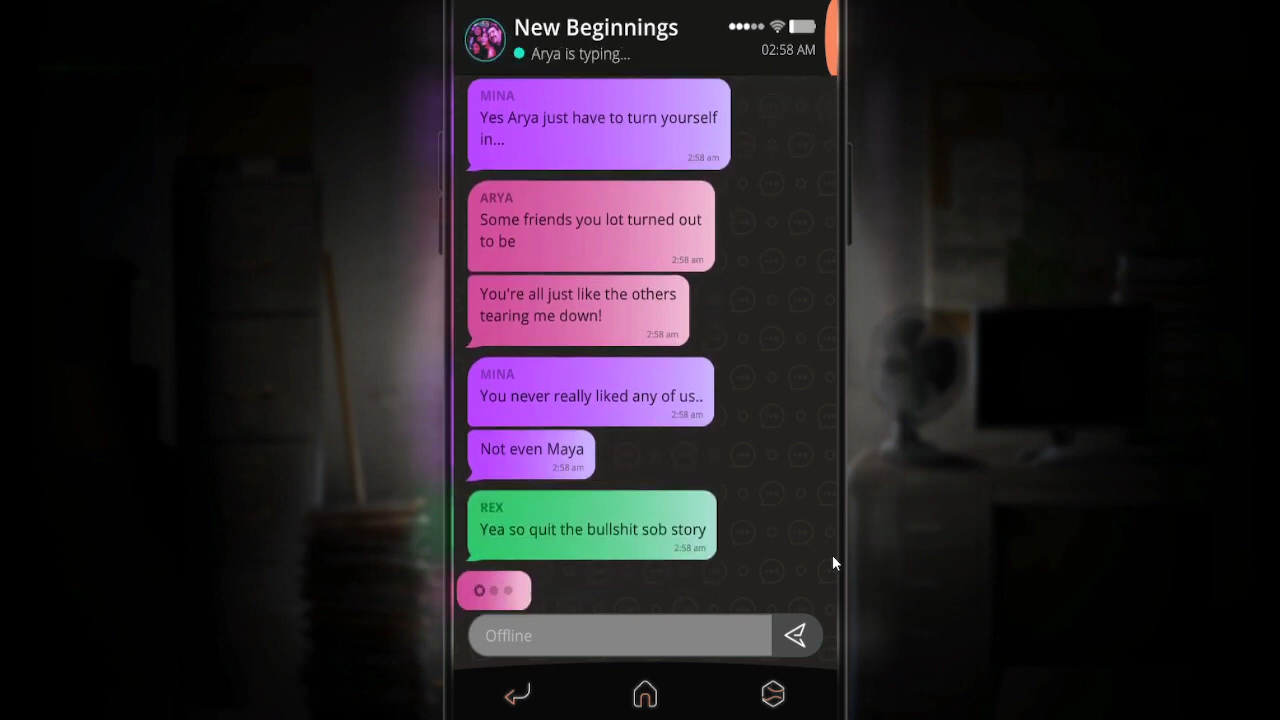 New Beginnings
Arya is typing...
02:58 AM
MINA
Yes Arya just have to turn yourself
in...
2:58 am
ARYA
Some friends you lot turned out
to be
2:58 am
You're all just like the others
tearing me down!
2:58 am
MINA
You never really liked any of us..
2:58 am
Not even Maya
2:58 am
REX
Yea so quit the bullshit sob story
2:58 am
Offline